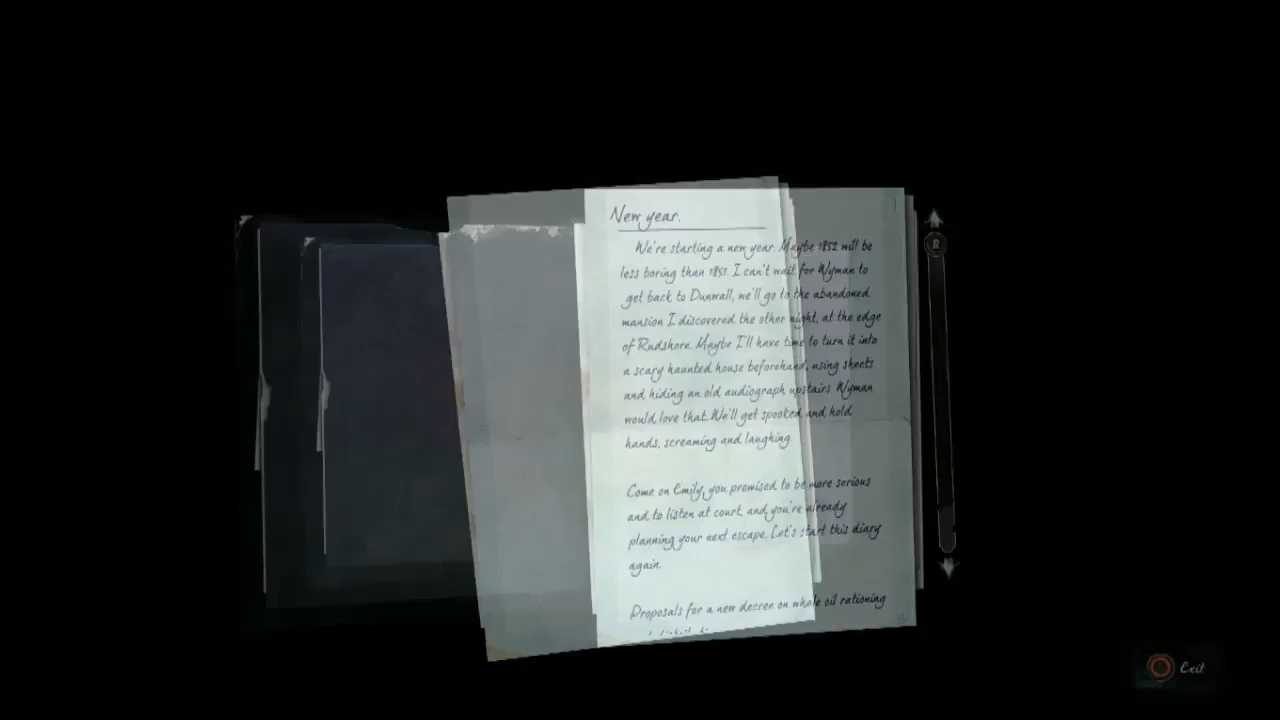 New year.
We're starting a new year. Maybe 1852 will be
less boring than 1851. I can't wait for Wyman to
get back to Dunwall, we'll go to the abandoned
mansion I discovered the other night, at the edge
of Rudshore. Maybe I'll have time to turn it into
a scary haunted house beforehand, using sheets
and hiding an old audiograph upstairs. Wyman
would love that. We'll get spooked and hold
hands, screaming and laughing.
Come on Emily, you promised to be more serious
and to listen at court, and you're already
planning your next escape. Let's start this diary
again.
Proposals for a new decree on whale oil rationing
R
Exit